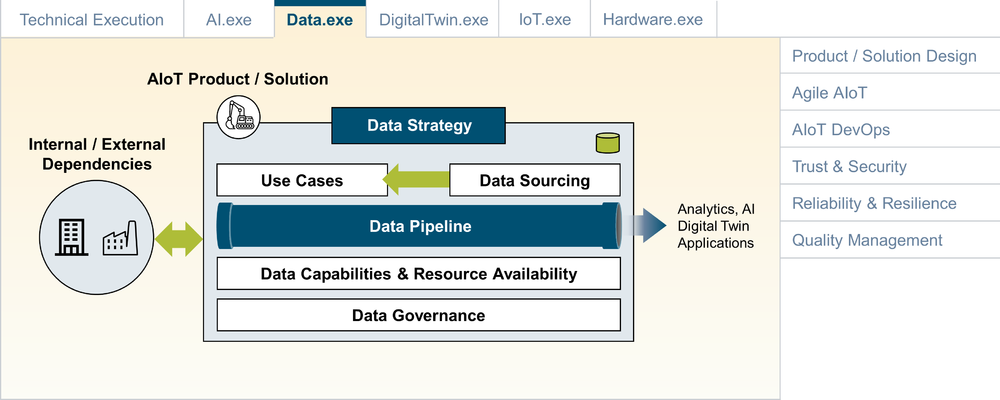 Technical Execution
AI.exe
Data.exe
DigitalTwin.exe
IoT.exe
Hardware.exe
Product / Solution Design
Agile AIoT
AIoT DevOps
Trust & Security
Reliability & Resilience
Quality Management
AIoT Product / Solution
Data Strategy
Internal / External
Dependencies
Use Cases
Data Sourcing
Data Pipeline
Analytics, AI
Digital Twin
Applications
Data Capabilities & Resource Availability
Data Governance